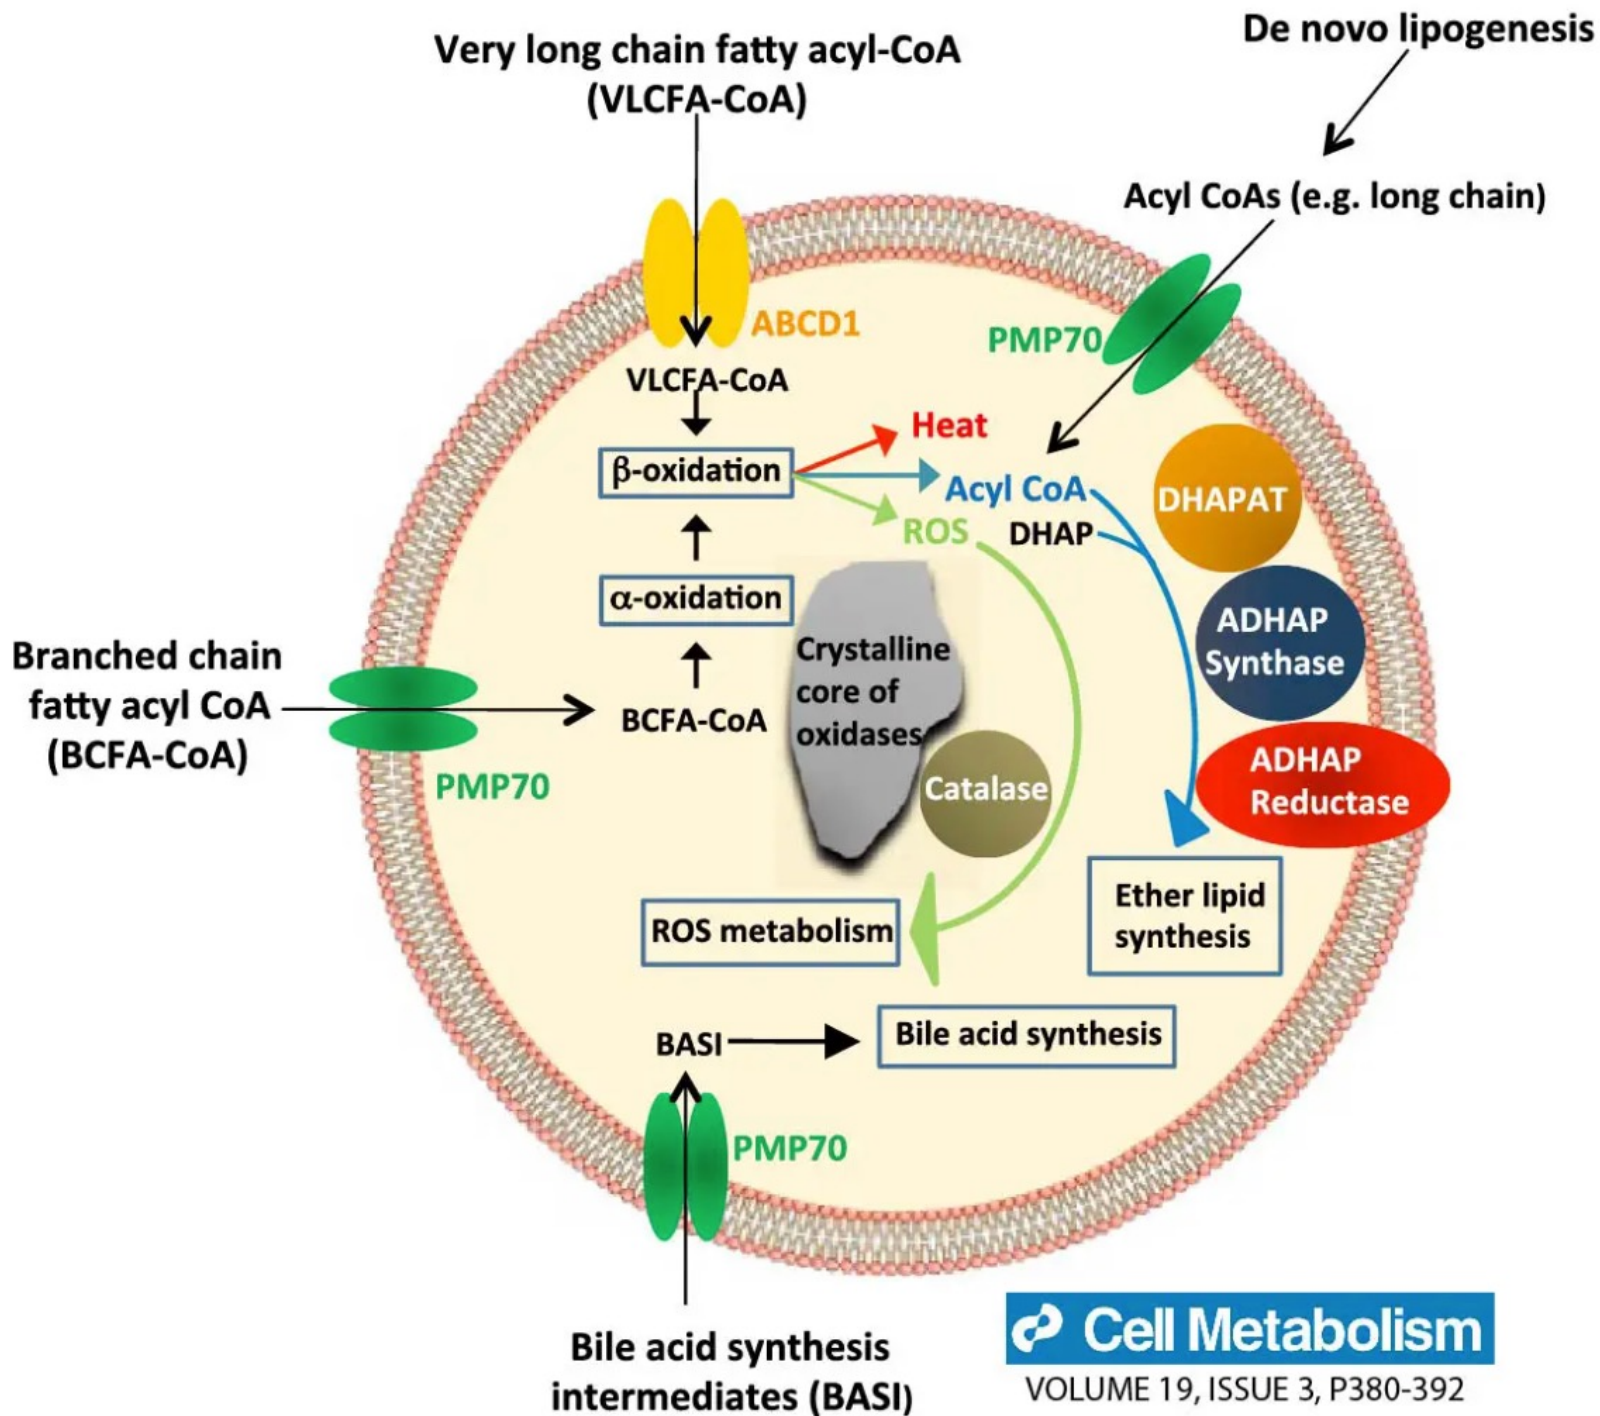 De novo lipogenesis
Very long chain fatty acyl-CoA
(VLCFA-CoA)
Acyl CoAs (e.g. long chain)
ABCD1
PMP70
VLCFA-CoA
Heat
β-oxidation
Acyl CoA
DHAPAT
ROS
DHAP
α-oxidation
ADHAP
Synthase
Crystalline
core of
oxidases
Branched chain
fatty acyl CoA
(BCFA-CoA)
BCFA-CoA
PMP70
Catalase
ADHAP
Reductase
Ether lipid
synthesis
ROS metabolism
BASI
Bile acid synthesis
PMP70
Bile acid synthesis
intermediates (BASI)
Cell Metabolism
VOLUME 19, ISSUE 3, P380-392